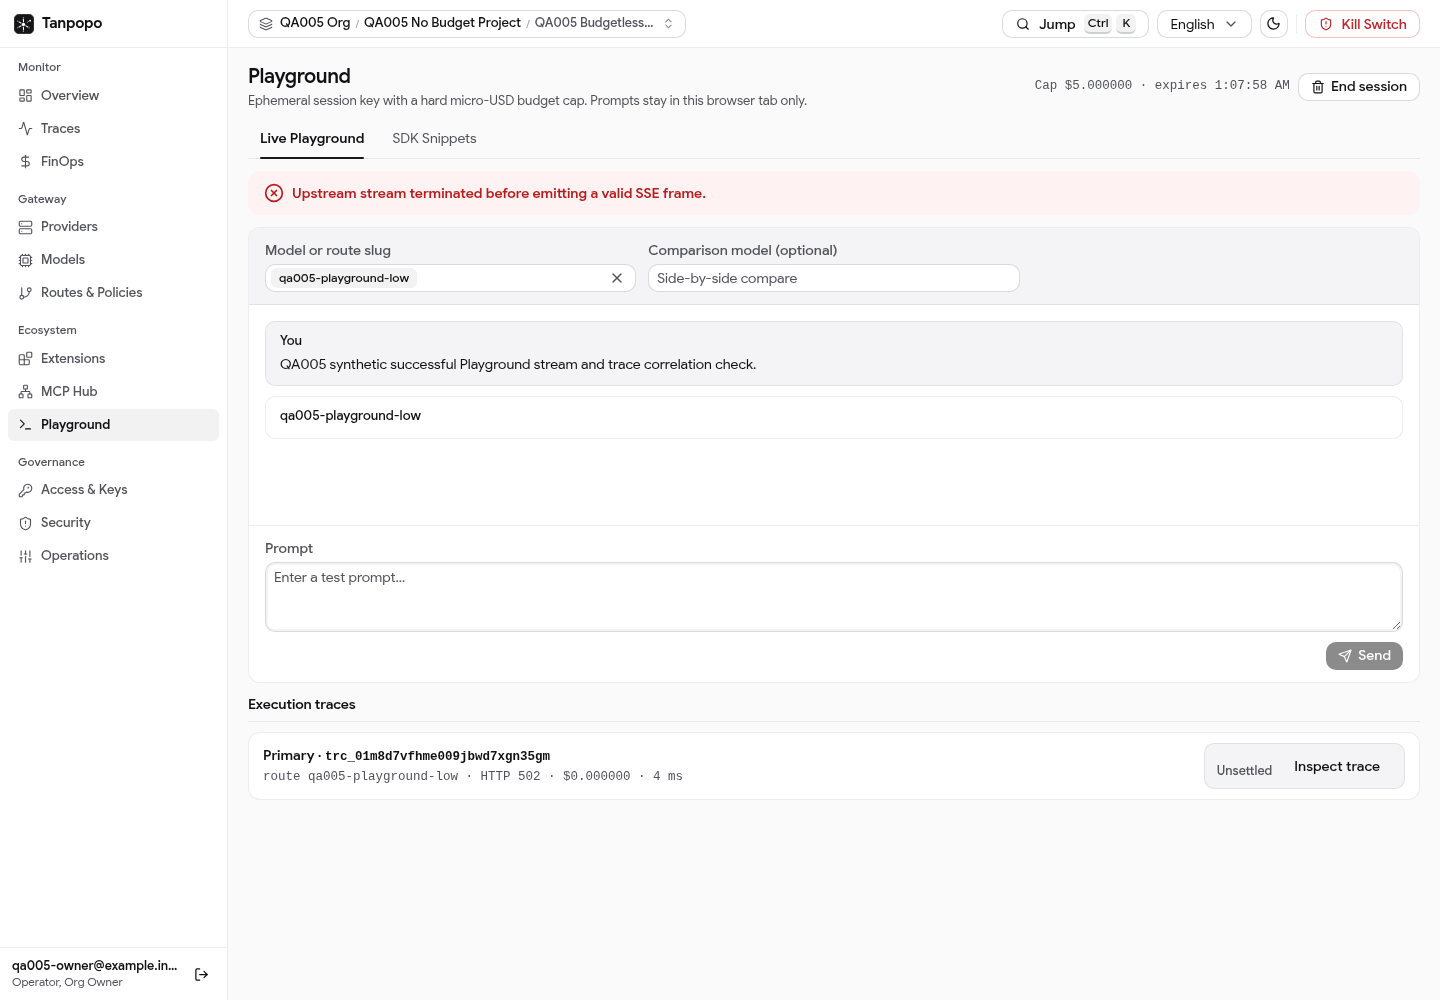 Tanpopo
QA005 Org / QA005 No Budget Project / QA005 Budgetless...
Jump Ctrl K
English
Kill Switch
Monitor
Overview
Traces
FinOps
Gateway
Providers
Models
Routes & Policies
Ecosystem
Extensions
MCP Hub
Playground
Governance
Access & Keys
Security
Operations
qa005-owner@example.in...
Operator, Org Owner
Playground
Ephemeral session key with a hard micro-USD budget cap. Prompts stay in this browser tab only.
Cap $5.000000 · expires 1:07:58 AM
End session
Live Playground
SDK Snippets
Upstream stream terminated before emitting a valid SSE frame.
Model or route slug
qa005-playground-low
Comparison model (optional)
Side-by-side compare
You
QA005 synthetic successful Playground stream and trace correlation check.
qa005-playground-low
Prompt
Enter a test prompt...
Send
Execution traces
Primary · trc_01m8d7vfhme009jbwd7xgn35gm
route qa005-playground-low · HTTP 502 · $0.000000 · 4 ms
Unsettled
Inspect trace